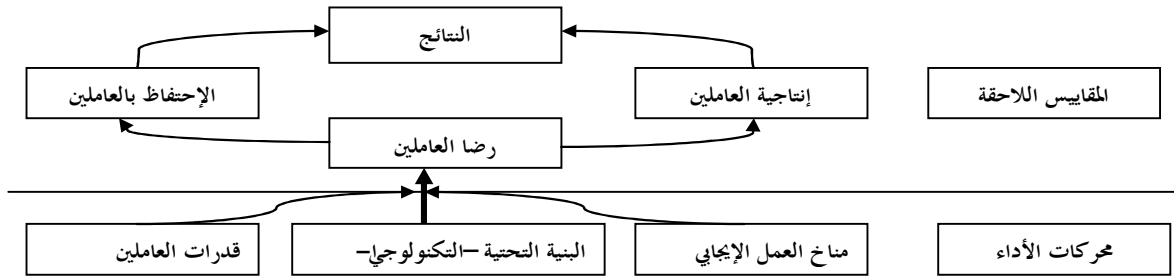 النتائج
المقاييس اللاحقة
إنتاجية العاملين
الإحتفاظ بالعاملين
رضا العاملين
محركات الأداء
مناخ العمل الإيجابي
البنية التحتية –التكنولوجيا–
قدرات العاملين